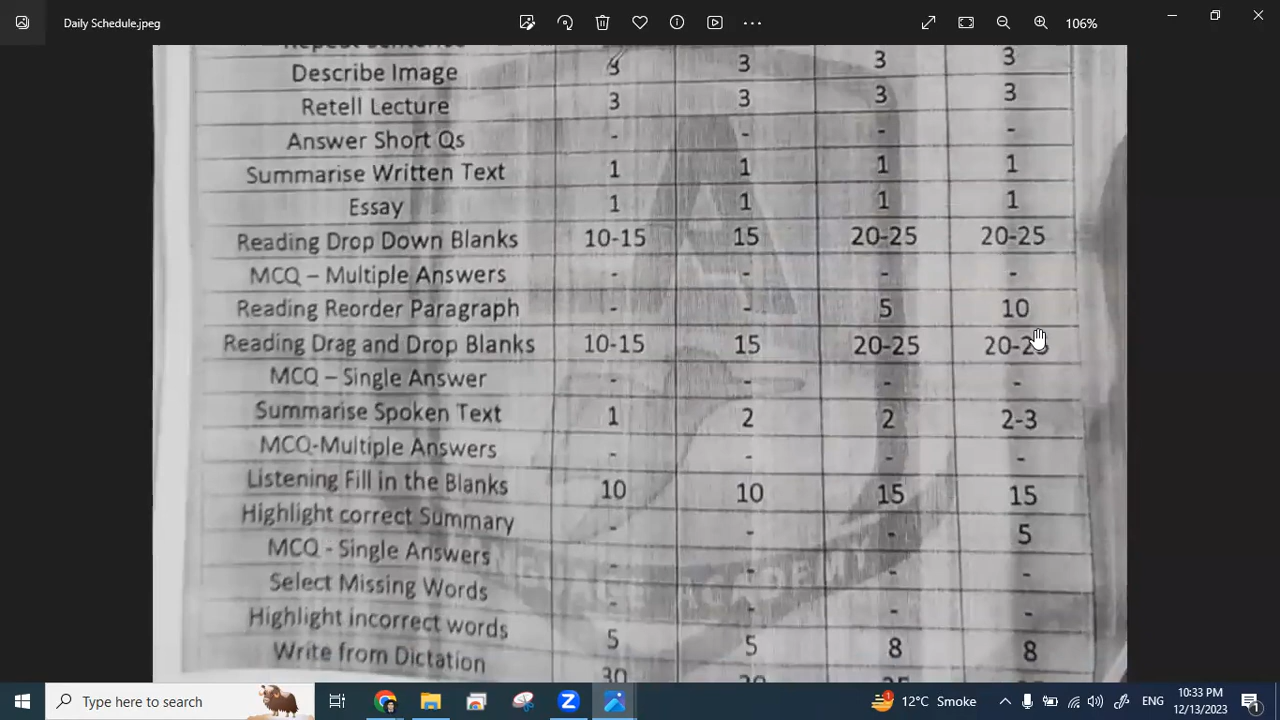 Daily Schedule.jpeg 106%
Repeat Sentence
Describe Image 3 3 3 3
Retell Lecture 3 3 3 3
Answer Short Qs - - - -
Summarise Written Text 1 1 1 1
Essay 1 1 1 1
Reading Drop Down Blanks 10-15 15 20-25 20-25
MCQ – Multiple Answers - - - -
Reading Reorder Paragraph - - 5 10
Reading Drag and Drop Blanks 10-15 15 20-25 20-25
MCQ – Single Answer - - - -
Summarise Spoken Text 1 2 2 2-3
MCQ-Multiple Answers - - - -
Listening Fill in the Blanks 10 10 15 15
Highlight correct Summary - - - 5
MCQ - Single Answers - - - -
Select Missing Words - - - -
Highlight incorrect words 5 5 8 8
Write from Dictation 30
Type here to search 12°C Smoke ENG 10:33 PM
12/13/2023